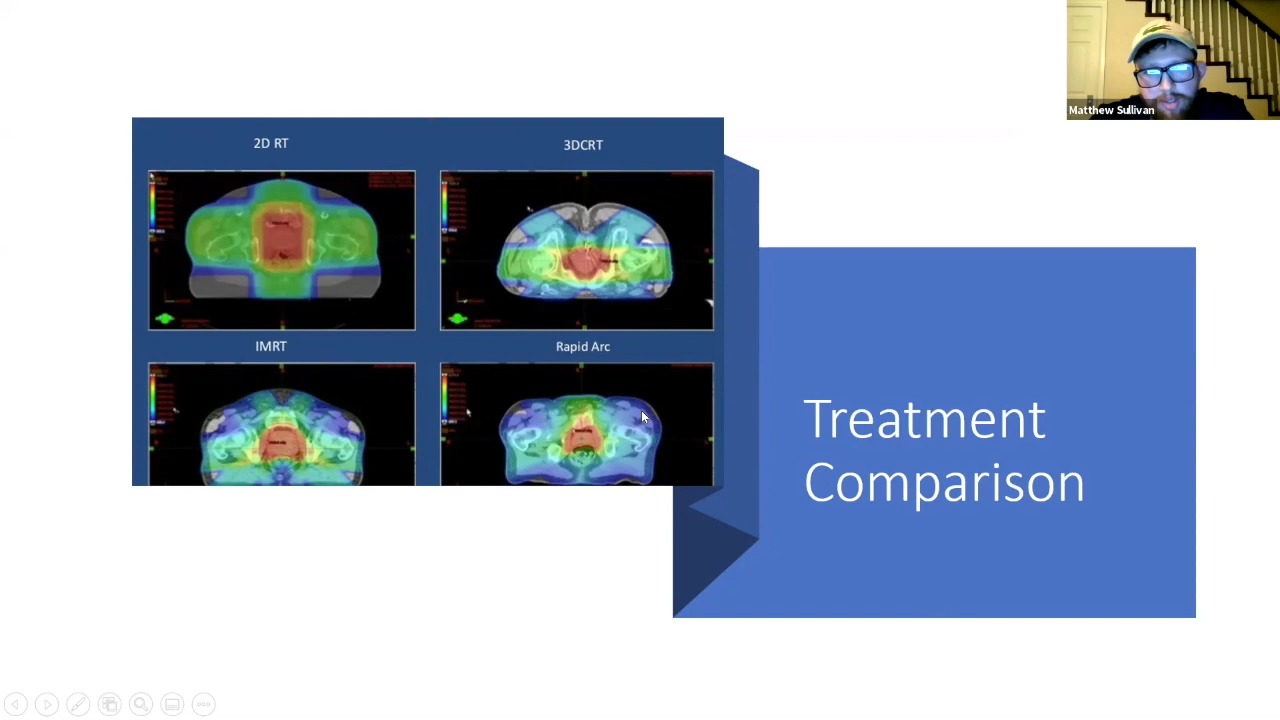 Matthew Sullivan
2D RT
3DCRT
IMRT
Rapid Arc
Treatment
Comparison